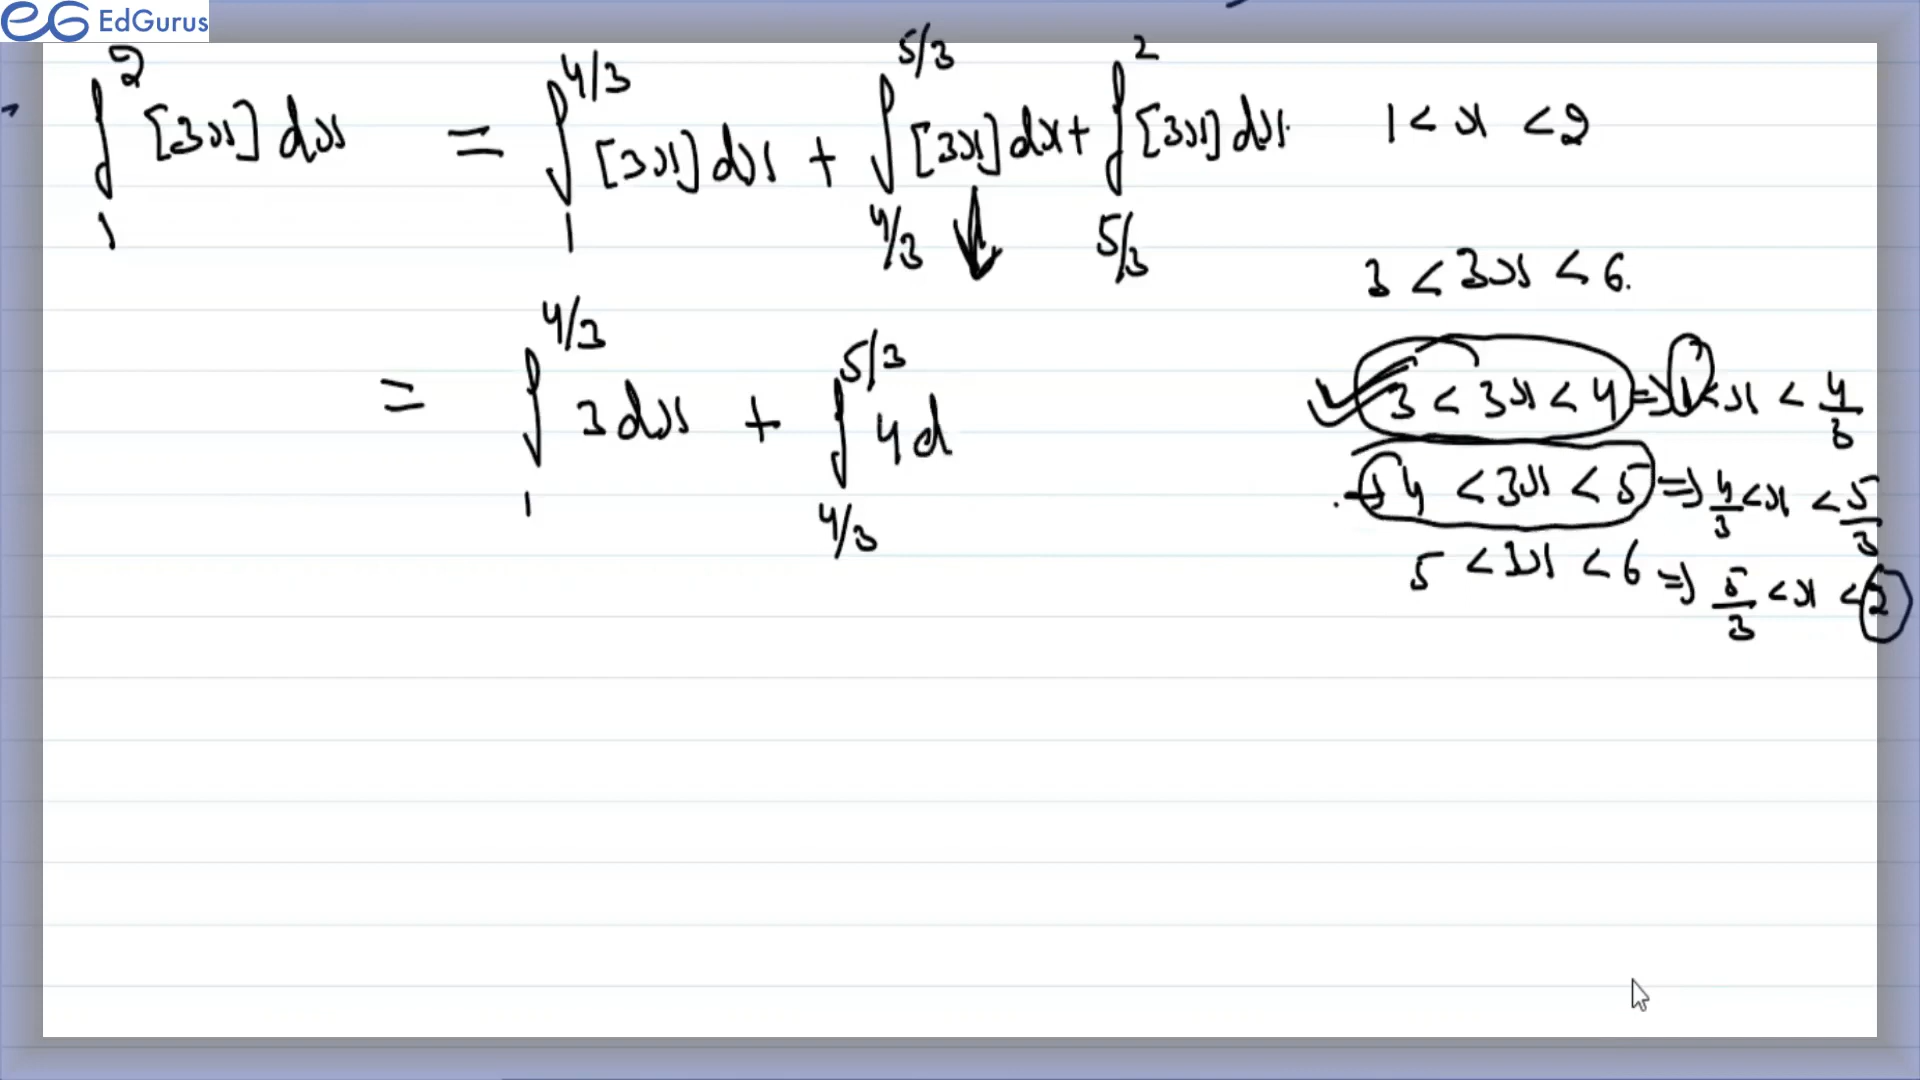 EdGurus
∫₁² [3x] dx = ∫₁^{4/3} [3x] dx + ∫_{4/3}^{5/3} [3x] dx + ∫_{5/3}² [3x] dx. 1 < x < 2
3 < 3x < 6.
= ∫₁^{4/3} 3 dx + ∫_{4/3}^{5/3} 4 d
3 < 3x < 4 ⇒ 1 < x < 4/3
4 < 3x < 5 ⇒ 4/3 < x < 5/3
5 < 3x < 6 ⇒ 5/3 < x < 2